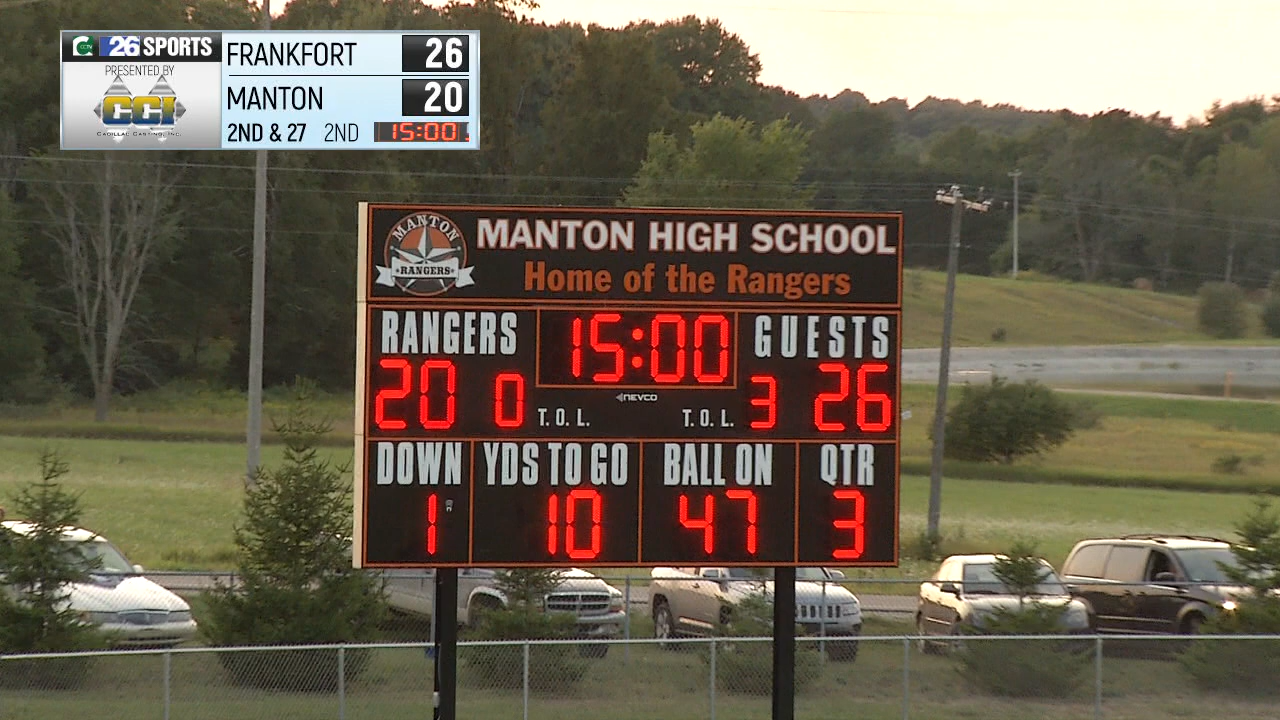 CCTV 26 SPORTS
PRESENTED BY
CCI
CADILLAC CASTING, INC.
FRANKFORT 26
MANTON 20
2ND & 27 2ND 15:00
MANTON
RANGERS
MANTON HIGH SCHOOL
Home of the Rangers
RANGERS 15:00 GUESTS
20 0 T.O.L. NEVCO T.O.L. 3 26
DOWN YDS TO GO BALL ON QTR
1 10 47 3